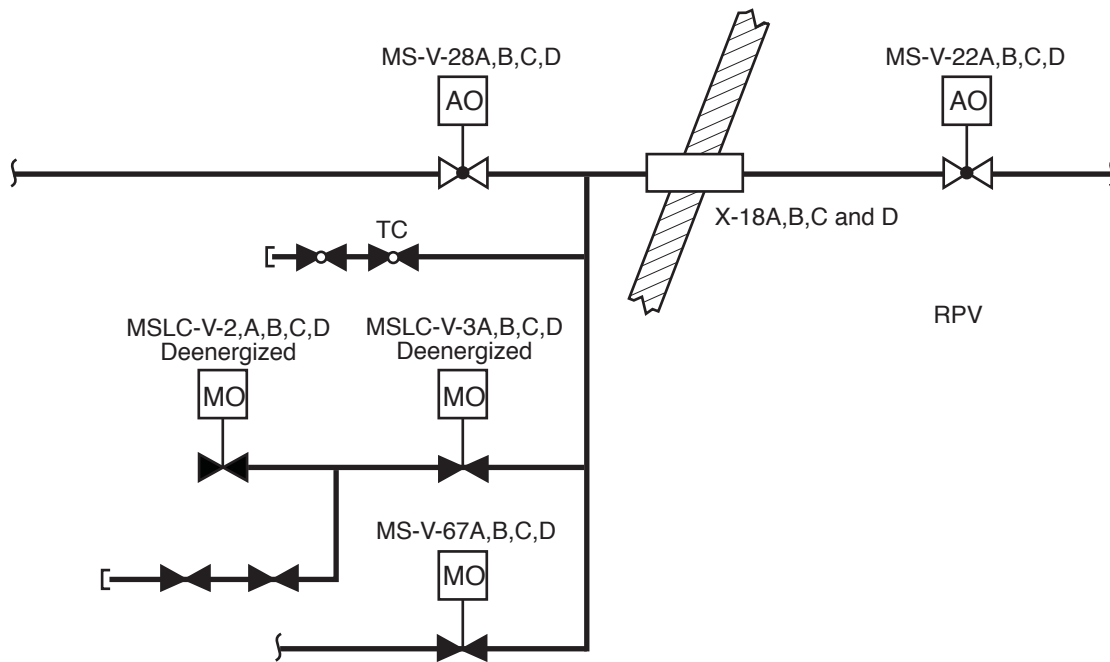 MS-V-28A,B,C,D
MS-V-22A,B,C,D
AO
AO
X-18A,B,C and D
TC
RPV
MSLC-V-2,A,B,C,D
Deenergized
MSLC-V-3A,B,C,D
Deenergized
MO
MO
MS-V-67A,B,C,D
MO